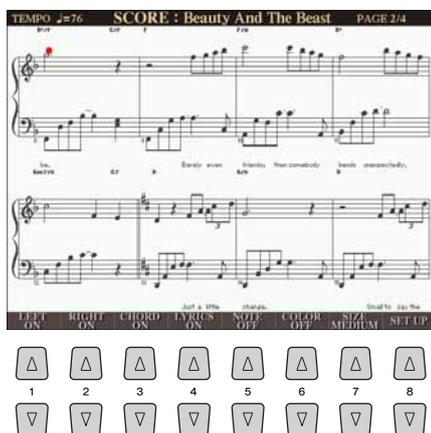 TEMPO ♩=76 SCORE : Beauty And The Beast PAGE 2/4
F
be. Barely even friends, then somebody bends unexpectedly.
Just a little change. Small to say the
LEFT RIGHT CHORD LYRICS NOTE COLOR SIZE SET UP
ON ON ON ON OFF OFF MEDIUM
1 2 3 4 5 6 7 8